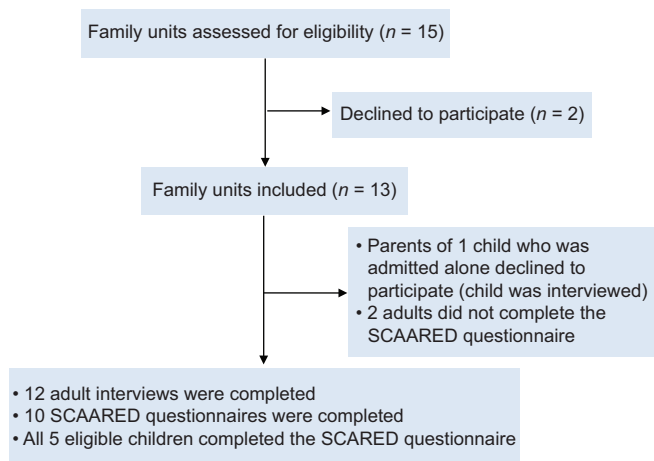 Family units assessed for eligibility (n = 15)
Declined to participate (n = 2)
Family units included (n = 13)
• Parents of 1 child who was
admitted alone declined to
participate (child was interviewed)
• 2 adults did not complete the
SCAARED questionnaire
• 12 adult interviews were completed
• 10 SCAARED questionnaires were completed
• All 5 eligible children completed the SCARED questionnaire